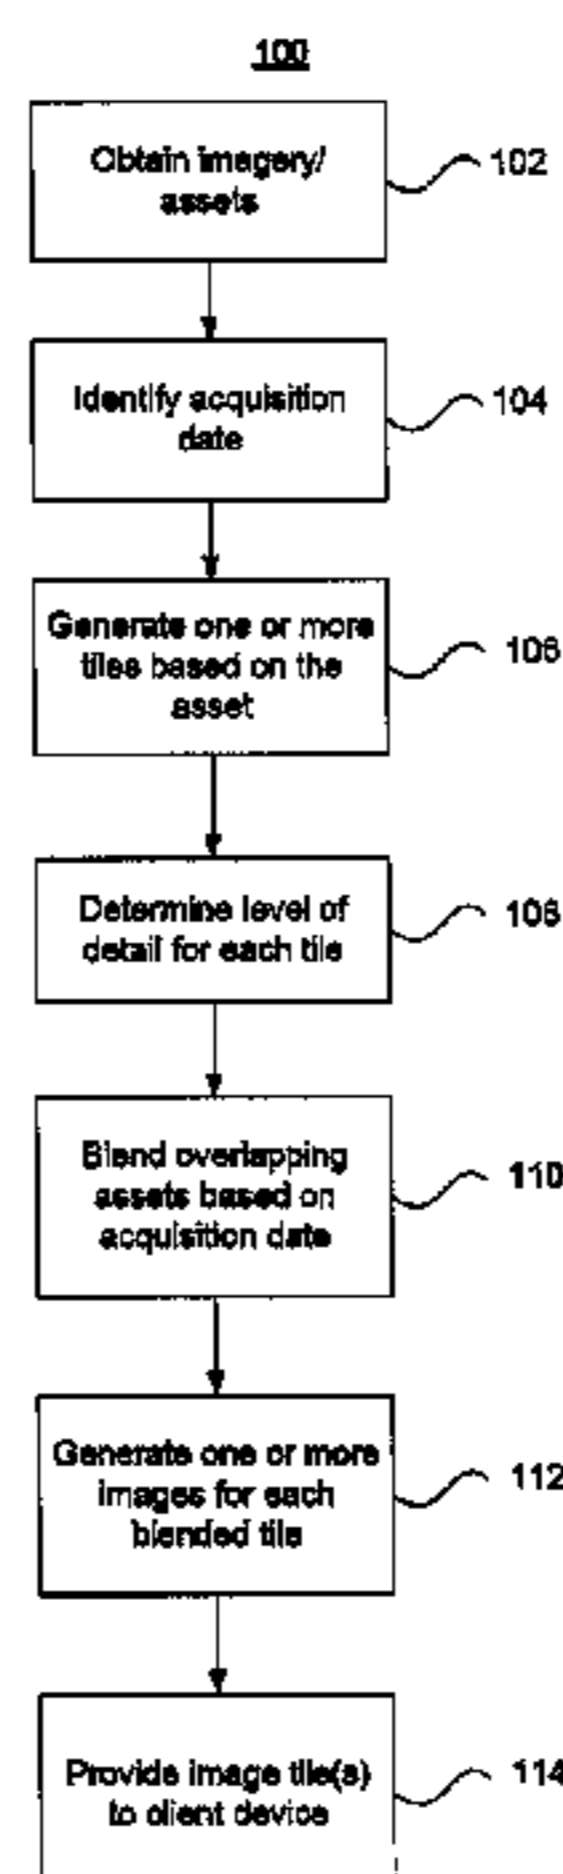 100
Obtain imagery/
assets
102
Identify acquisition
date
104
Generate one or more
tiles based on the
asset
106
Determine level of
detail for each tile
108
Blend overlapping
assets based on
acquisition date
110
Generate one or more
images for each
blended tile
112
Provide image tile(s)
to client device
114